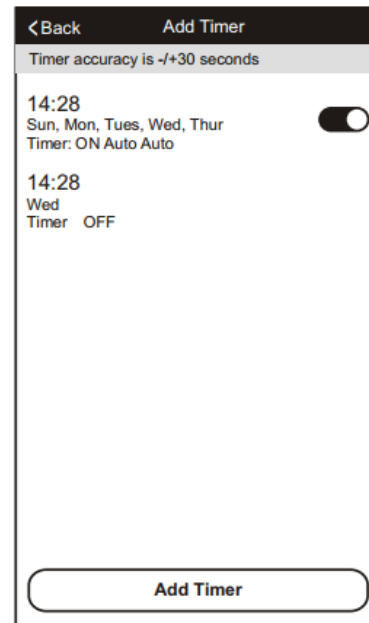 Back Add Timer
Timer accuracy is -/+30 seconds
14:28
Sun, Mon, Tues, Wed, Thur
Timer: ON Auto Auto
14:28
Wed
Timer OFF
Add Timer